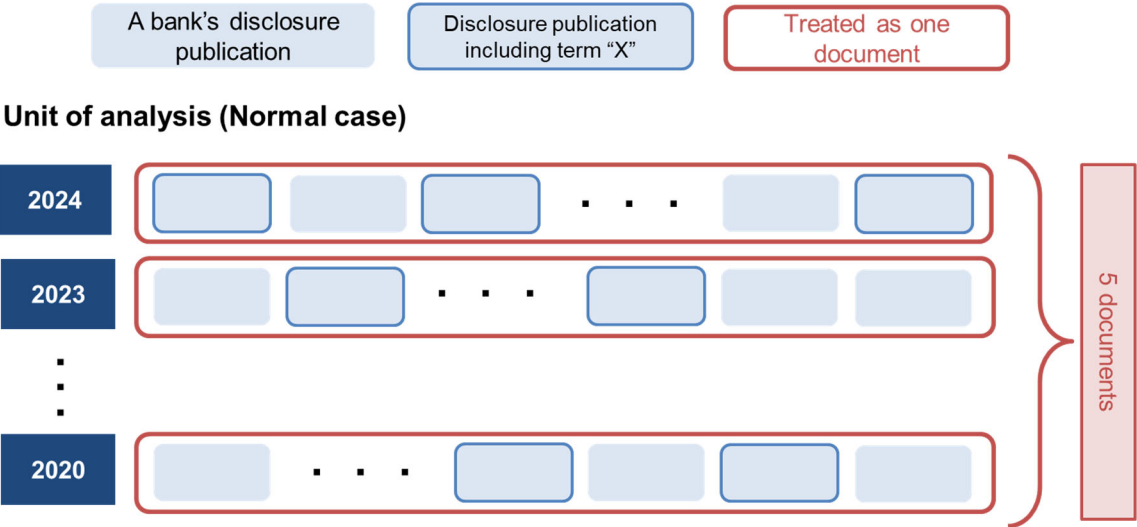 A bank's disclosure
publication
Disclosure publication
including term “X”
Treated as one
document
Unit of analysis (Normal case)
2024
. . .
2023
. . .
.
.
.
2020
. . .
5 documents